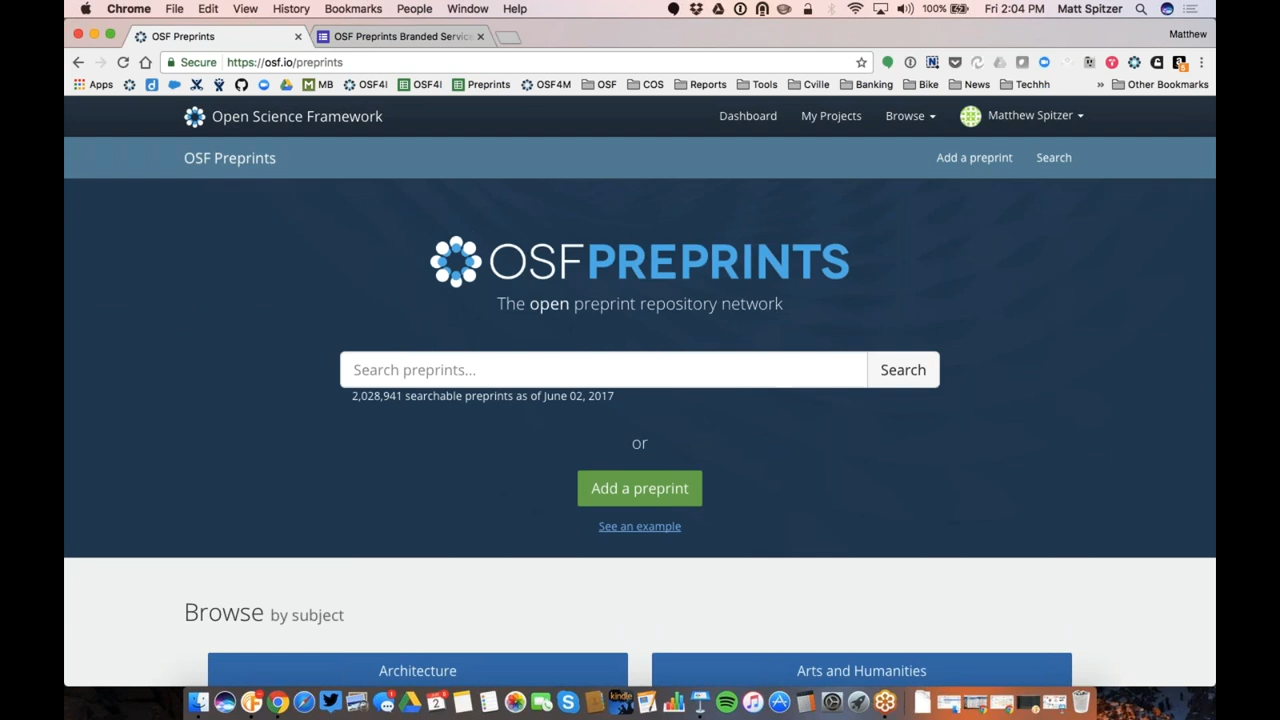 Chrome File Edit View History Bookmarks People Window Help 100% Fri 2:04 PM Matt Spitzer
OSF Preprints OSF Preprints Branded Service Matthew
Secure https://osf.io/preprints
Apps MB OSF4I OSF4I Preprints OSF4M OSF COS Reports Tools Cville Banking Bike News Techhh » Other Bookmarks
Open Science Framework Dashboard My Projects Browse Matthew Spitzer
OSF Preprints Add a preprint Search
OSFPREPRINTS
The open preprint repository network
Search preprints... Search
2,028,941 searchable preprints as of June 02, 2017
or
Add a preprint
See an example
Browse by subject
Architecture Arts and Humanities
kindle
2